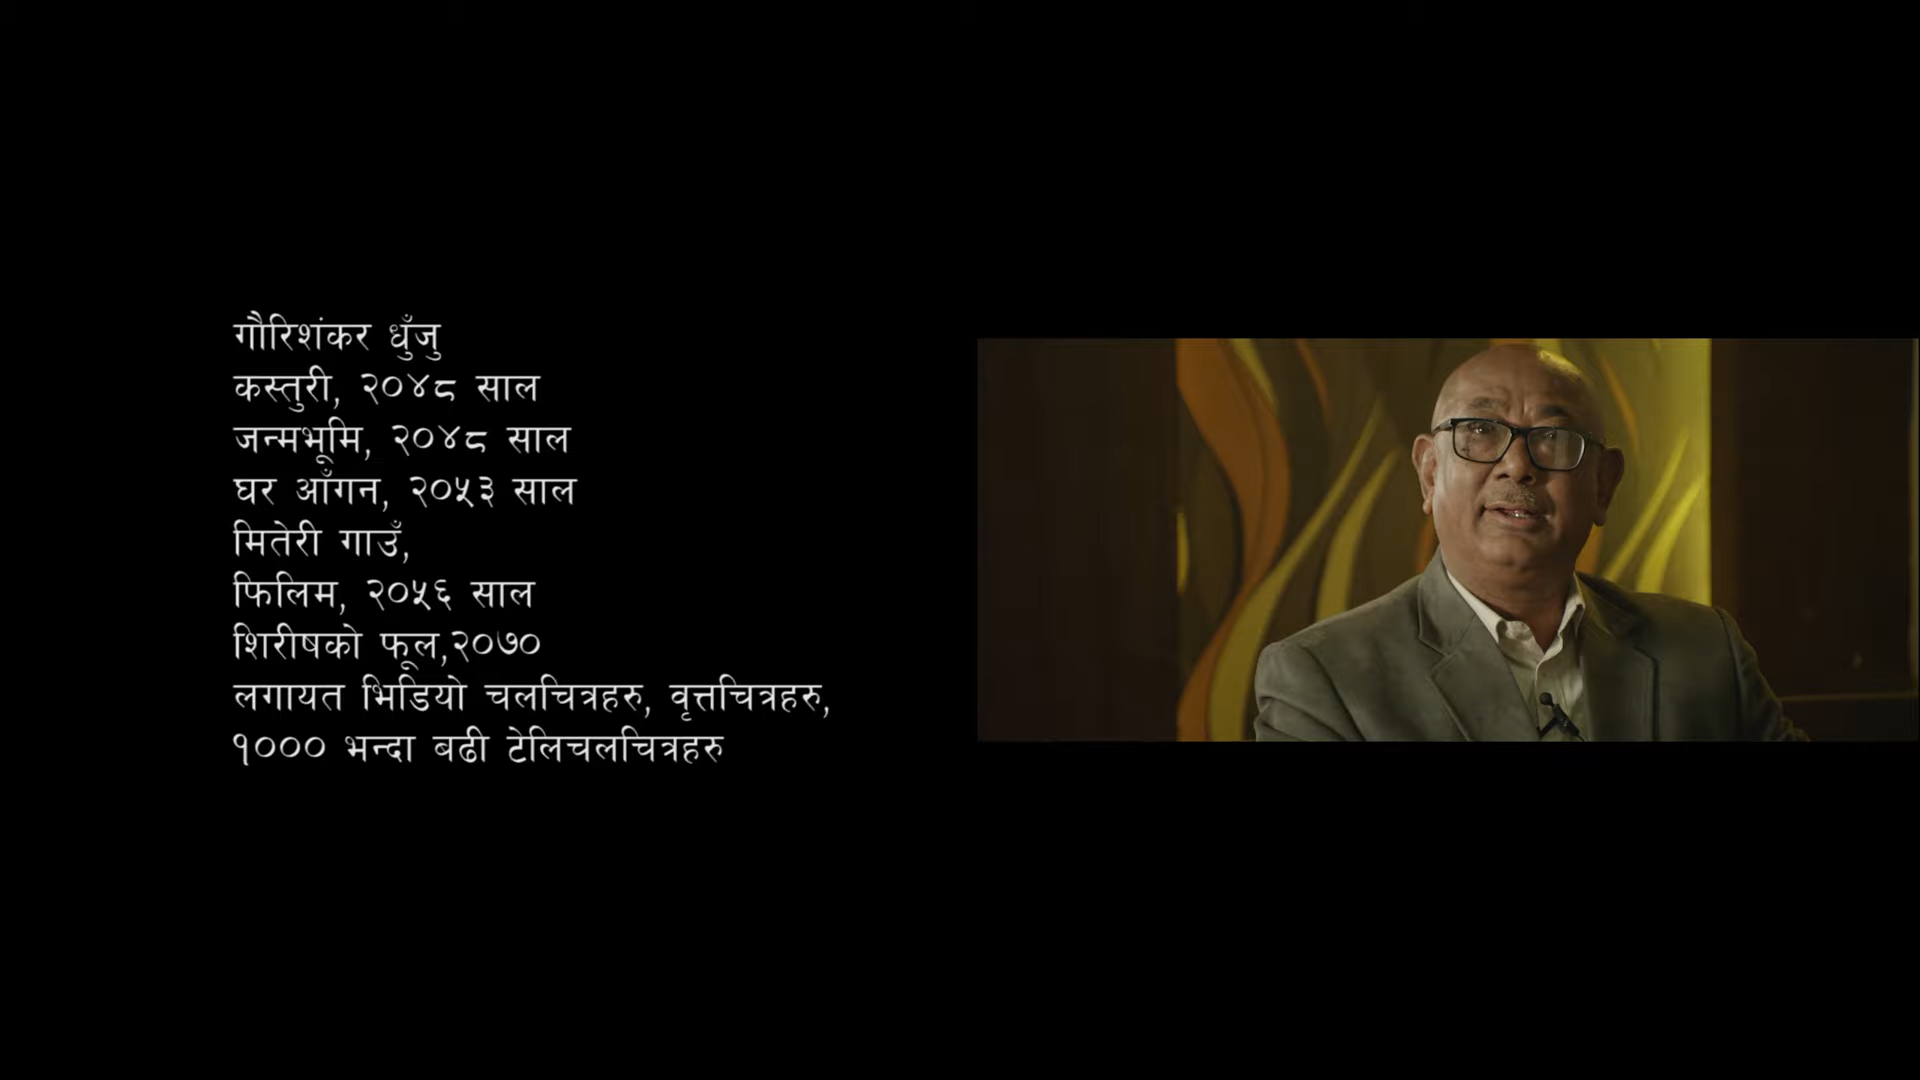 गौरिशंकर धुँजु
कस्तुरी, २०४८ साल
जन्मभूमि, २०४८ साल
घर आँगन, २०५३ साल
मितेरी गाउँ,
फिलिम, २०५६ साल
शिरीषको फूल,२०७०
लगायत भिडियो चलचित्रहरु, वृत्तचित्रहरु,
१००० भन्दा बढी टेलिचलचित्रहरु